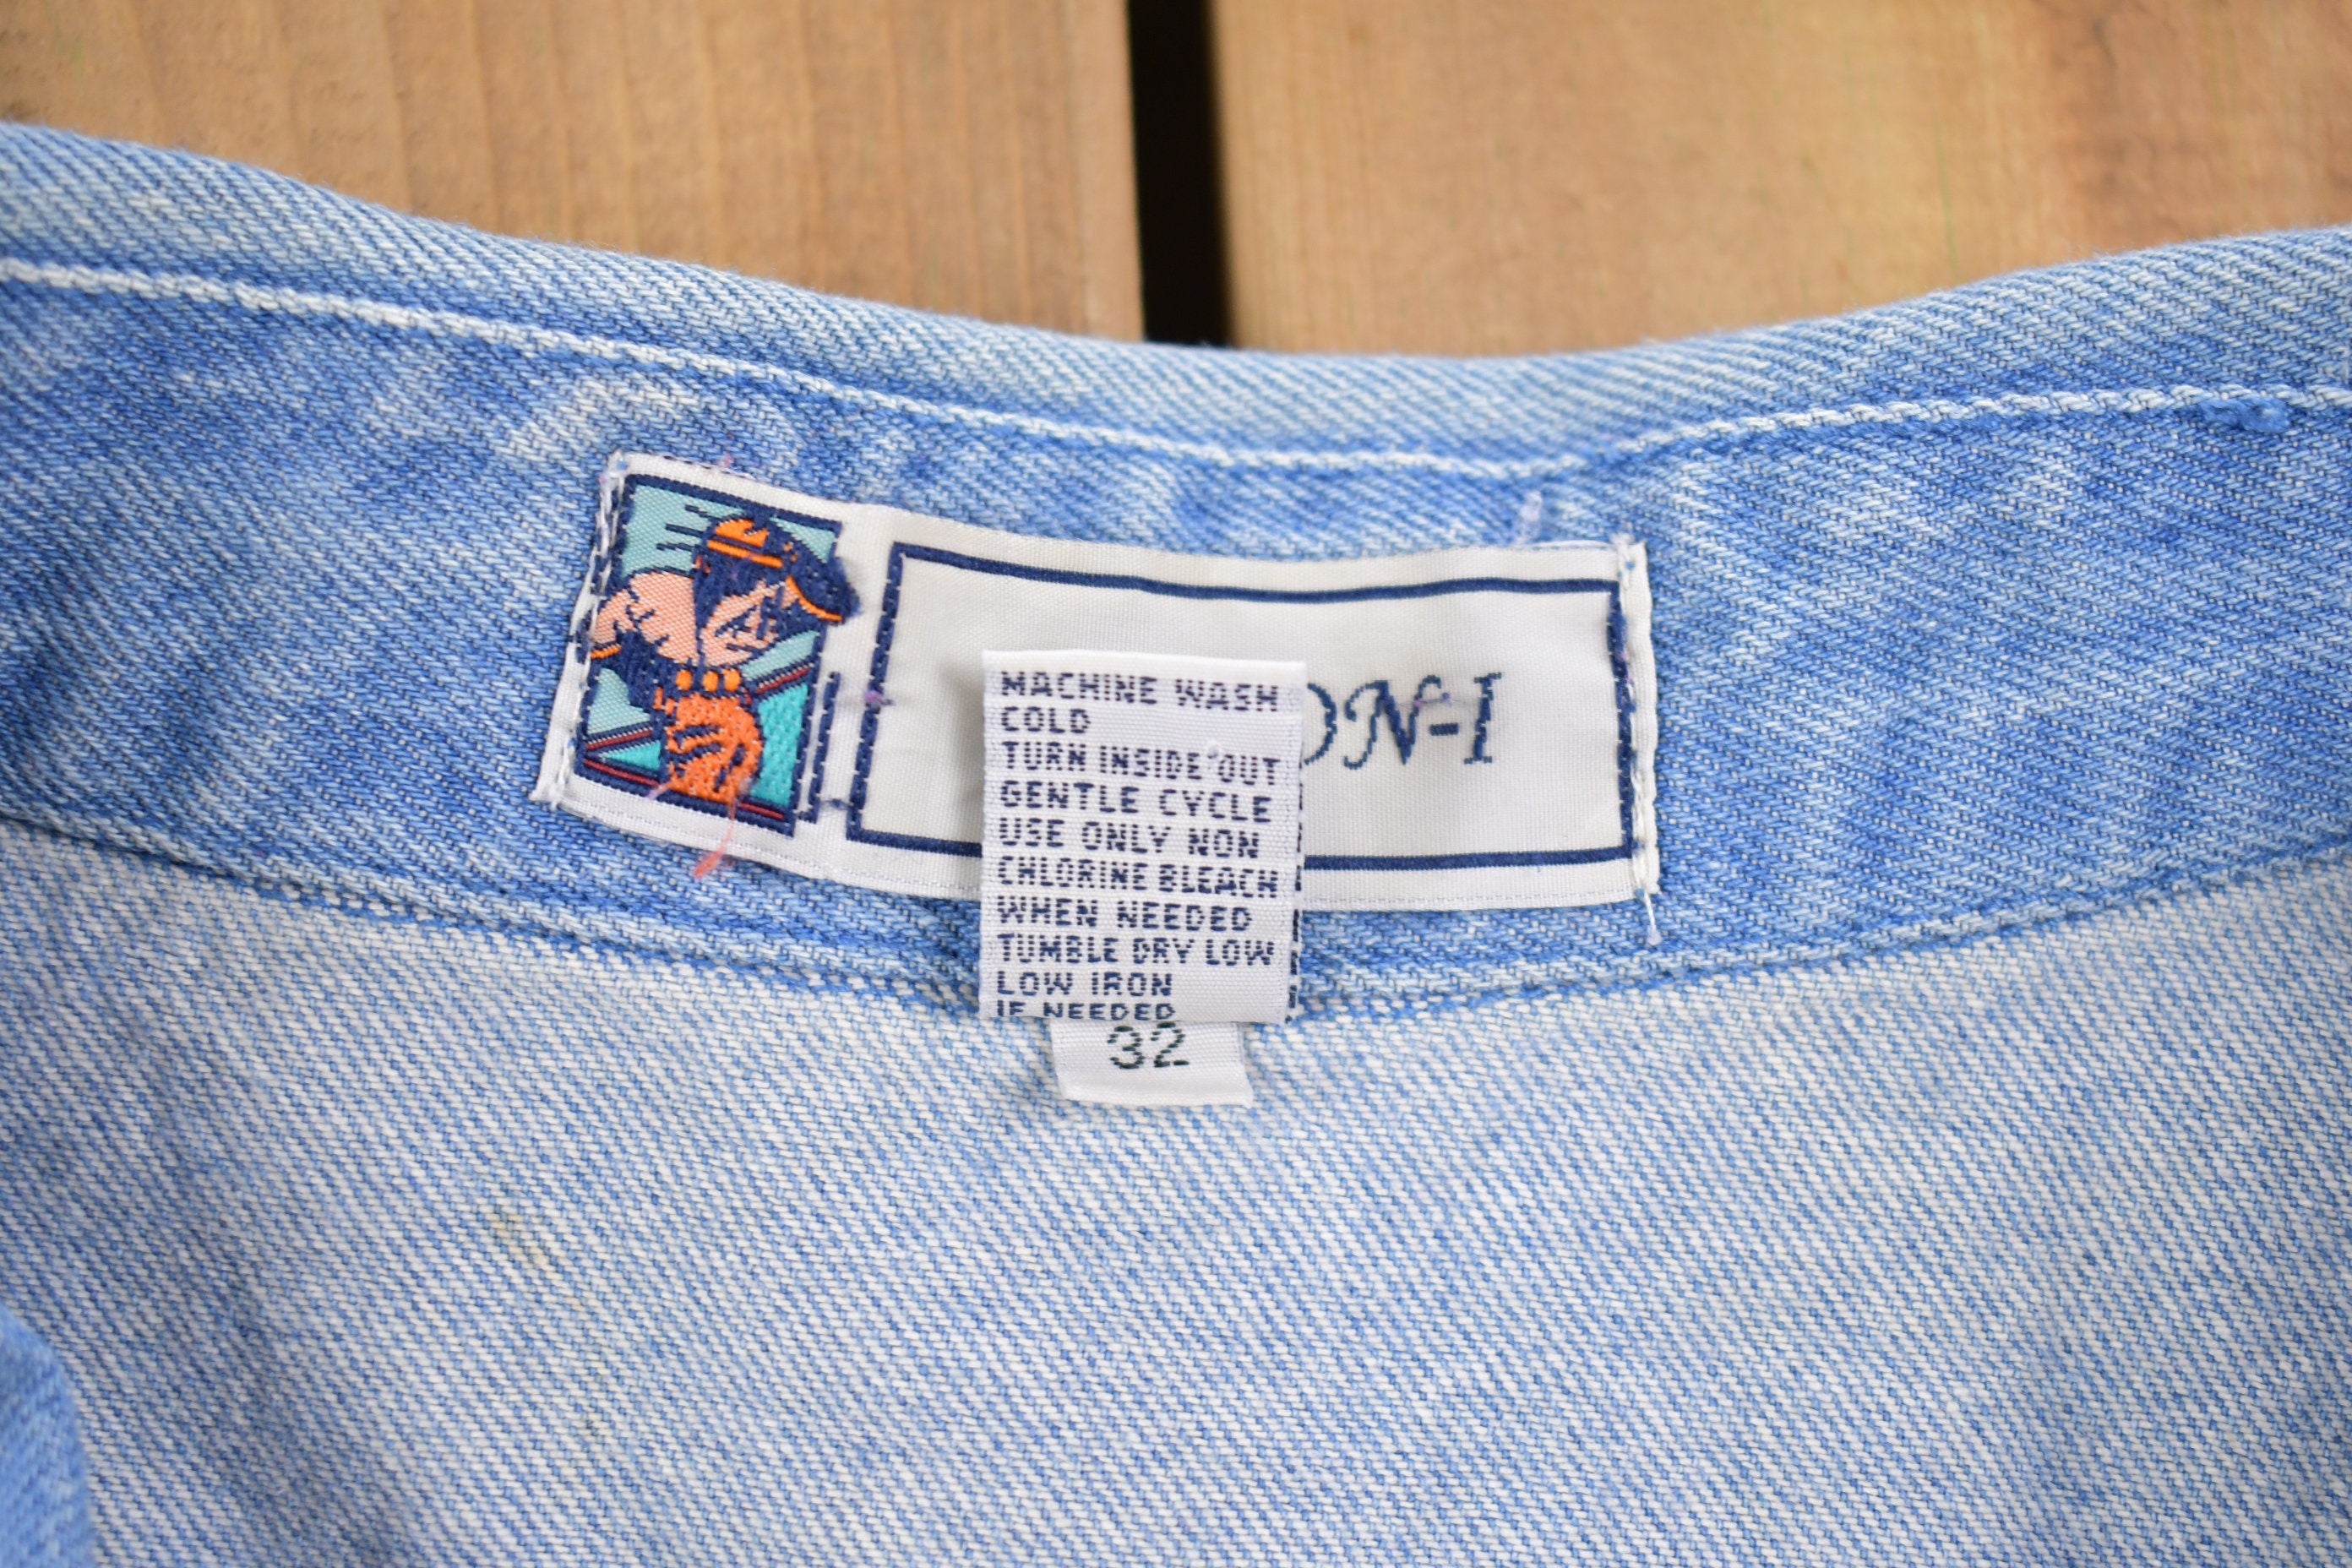 ON-I
MACHINE WASH
COLD
TURN INSIDE OUT
GENTLE CYCLE
USE ONLY NON
CHLORINE BLEACH
WHEN NEEDED
TUMBLE DRY LOW
LOW IRON
IF NEEDED
32